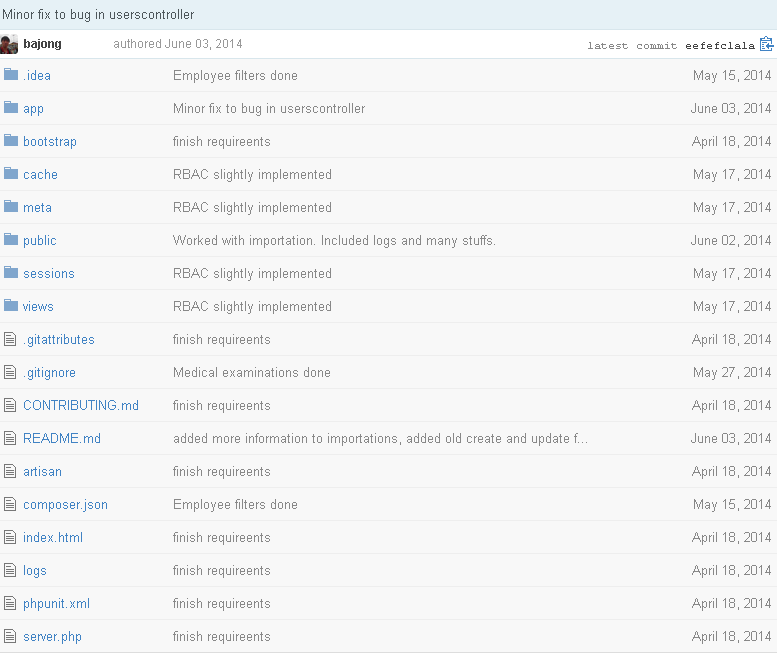 Minor fix to bug in userscontroller
bajong authored June 03, 2014 latest commit eefefclala
.idea Employee filters done May 15, 2014
app Minor fix to bug in userscontroller June 03, 2014
bootstrap finish requireents April 18, 2014
cache RBAC slightly implemented May 17, 2014
meta RBAC slightly implemented May 17, 2014
public Worked with importation. Included logs and many stuffs. June 02, 2014
sessions RBAC slightly implemented May 17, 2014
views RBAC slightly implemented May 17, 2014
.gitattributes finish requireents April 18, 2014
.gitignore Medical examinations done May 27, 2014
CONTRIBUTING.md finish requireents April 18, 2014
README.md added more information to importations, added old create and update f... June 03, 2014
artisan finish requireents April 18, 2014
composer.json Employee filters done May 15, 2014
index.html finish requireents April 18, 2014
logs finish requireents April 18, 2014
phpunit.xml finish requireents April 18, 2014
server.php finish requireents April 18, 2014